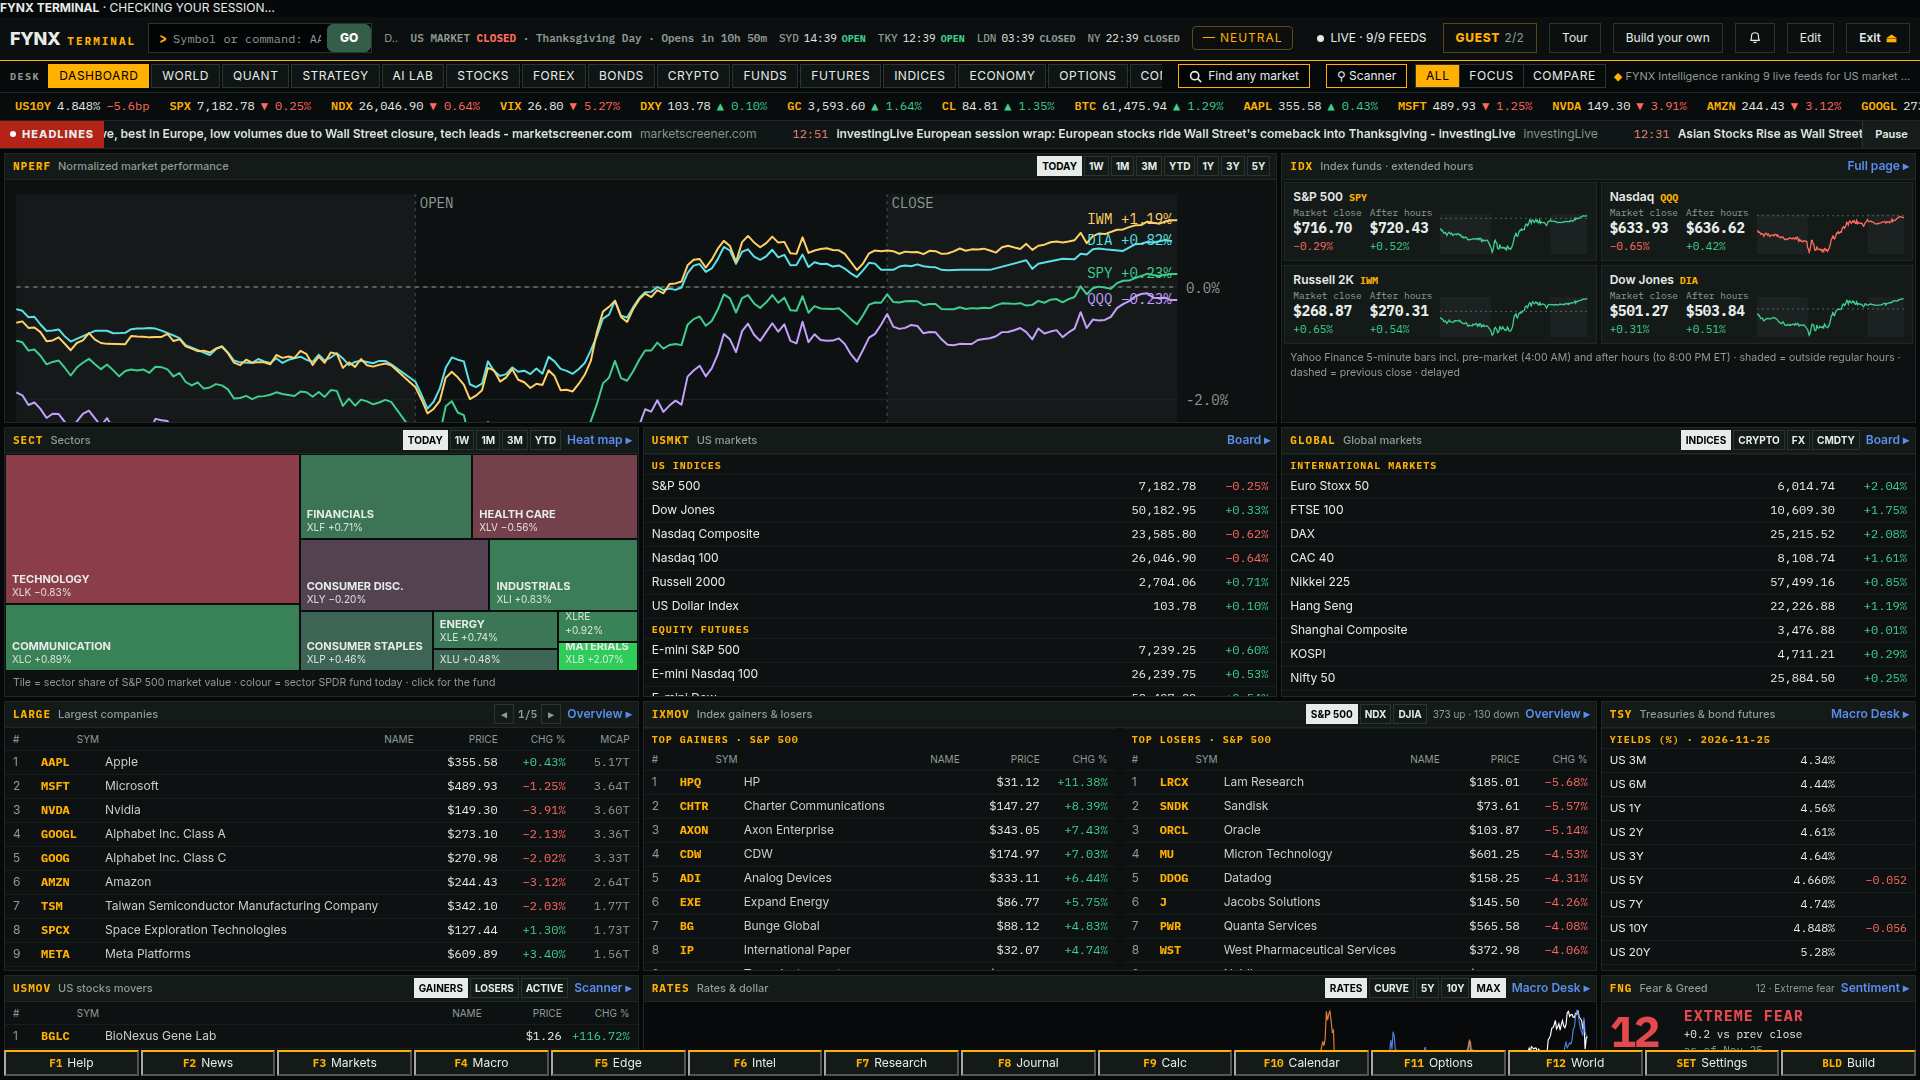 FYNX TERMINAL · CHECKING YOUR SESSION...
FYNX TERMINAL
> Symbol or command: AA GO
D.. US MARKET CLOSED · Thanksgiving Day · Opens in 10h 50m SYD 14:39 OPEN TKY 12:39 OPEN LDN 03:39 CLOSED NY 22:39 CLOSED
— NEUTRAL
● LIVE · 9/9 FEEDS
GUEST 2/2
Tour
Build your own
Edit
Exit ⏏
DESK DASHBOARD WORLD QUANT STRATEGY AI LAB STOCKS FOREX BONDS CRYPTO FUNDS FUTURES INDICES ECONOMY OPTIONS
Find any market
Scanner
ALL FOCUS COMPARE
◆ FYNX Intelligence ranking 9 live feeds for US market ...
US10Y 4.848% −5.6bp SPX 7,182.78 ▼ 0.25% NDX 26,046.90 ▼ 0.64% VIX 26.80 ▼ 5.27% DXY 103.78 ▲ 0.10% GC 3,593.60 ▲ 1.64% CL 84.81 ▲ 1.35% BTC 61,475.94 ▲ 1.29% AAPL 355.58 ▲ 0.43% MSFT 489.93 ▼ 1.25% NVDA 149.30 ▼ 3.91% AMZN 244.43 ▼ 3.12% GOOGL
● HEADLINES best in Europe, low volumes due to Wall Street closure, tech leads - marketscreener.com marketscreener.com 12:51 investingLive European session wrap: European stocks ride Wall Street's comeback into Thanksgiving - investingLive InvestingLive 12:31 Asian Stocks Rise as Wall Street Pause
NPERF Normalized market performance
TODAY 1W 1M 3M YTD 1Y 3Y 5Y
OPEN
CLOSE
IWM +1.19%
DIA +0.82%
SPY +0.23%
QQQ −0.23%
0.0%
-2.0%
IDX Index funds · extended hours Full page ▸
S&P 500 SPY
Market close After hours
$716.70 $720.43
−0.29% +0.52%
Nasdaq QQQ
Market close After hours
$633.93 $636.62
−0.65% +0.42%
Russell 2K IWM
Market close After hours
$268.87 $270.31
+0.65% +0.54%
Dow Jones DIA
Market close After hours
$501.27 $503.84
+0.31% +0.51%
Yahoo Finance 5-minute bars incl. pre-market (4:00 AM) and after hours (to 8:00 PM ET) · shaded = outside regular hours ·
dashed = previous close · delayed
SECT Sectors TODAY 1W 1M 3M YTD Heat map ▸
TECHNOLOGY
XLK −0.83%
COMMUNICATION
XLC +0.89%
FINANCIALS
XLF +0.71%
HEALTH CARE
XLV −0.56%
CONSUMER DISC.
XLY −0.20%
INDUSTRIALS
XLI +0.83%
CONSUMER STAPLES
XLP +0.46%
ENERGY
XLE +0.74%
XLU +0.48%
XLRE
+0.92%
MATERIALS
XLB +2.07%
Tile = sector share of S&P 500 market value · colour = sector SPDR fund today · click for the fund
USMKT US markets Board ▸
US INDICES
S&P 500 7,182.78 −0.25%
Dow Jones 50,182.95 +0.33%
Nasdaq Composite 23,585.80 −0.62%
Nasdaq 100 26,046.90 −0.64%
Russell 2000 2,704.06 +0.71%
US Dollar Index 103.78 +0.10%
EQUITY FUTURES
E-mini S&P 500 7,239.25 +0.60%
E-mini Nasdaq 100 26,239.75 +0.53%
GLOBAL Global markets INDICES CRYPTO FX CMDTY Board ▸
INTERNATIONAL MARKETS
Euro Stoxx 50 6,014.74 +2.04%
FTSE 100 10,609.30 +1.75%
DAX 25,215.52 +2.08%
CAC 40 8,108.74 +1.61%
Nikkei 225 57,499.16 +0.85%
Hang Seng 22,226.88 +1.19%
Shanghai Composite 3,476.88 +0.01%
KOSPI 4,711.21 +0.29%
Nifty 50 25,884.50 +0.25%
LARGE Largest companies ◂ 1/5 ▸ Overview ▸
# SYM NAME PRICE CHG % MCAP
1 AAPL Apple $355.58 +0.43% 5.17T
2 MSFT Microsoft $489.93 −1.25% 3.64T
3 NVDA Nvidia $149.30 −3.91% 3.60T
4 GOOGL Alphabet Inc. Class A $273.10 −2.13% 3.36T
5 GOOG Alphabet Inc. Class C $270.98 −2.02% 3.33T
6 AMZN Amazon $244.43 −3.12% 2.64T
7 TSM Taiwan Semiconductor Manufacturing Company $342.10 −2.03% 1.77T
8 SPCX Space Exploration Technologies $127.44 +1.30% 1.73T
9 META Meta Platforms $609.89 +3.40% 1.56T
IXMOV Index gainers & losers S&P 500 NDX DJIA 373 up · 130 down Overview ▸
TOP GAINERS · S&P 500
# SYM NAME PRICE CHG %
1 HPQ HP $31.12 +11.38%
2 CHTR Charter Communications $147.27 +8.39%
3 AXON Axon Enterprise $343.05 +7.43%
4 CDW CDW $174.97 +7.03%
5 ADI Analog Devices $333.11 +6.44%
6 EXE Expand Energy $86.77 +5.75%
7 BG Bunge Global $88.12 +4.83%
8 IP International Paper $32.07 +4.74%
TOP LOSERS · S&P 500
# SYM NAME PRICE CHG %
1 LRCX Lam Research $185.01 −5.68%
2 SNDK Sandisk $73.61 −5.57%
3 ORCL Oracle $103.87 −5.14%
4 MU Micron Technology $601.25 −4.53%
5 DDOG Datadog $158.25 −4.31%
6 J Jacobs Solutions $145.50 −4.26%
7 PWR Quanta Services $565.58 −4.08%
8 WST West Pharmaceutical Services $372.98 −4.06%
TSY Treasuries & bond futures Macro Desk ▸
YIELDS (%) · 2026-11-25
US 3M 4.34%
US 6M 4.44%
US 1Y 4.56%
US 2Y 4.61%
US 3Y 4.64%
US 5Y 4.660% −0.052
US 7Y 4.74%
US 10Y 4.848% −0.056
US 20Y 5.28%
USMOV US stocks movers GAINERS LOSERS ACTIVE Scanner ▸
# SYM NAME PRICE CHG %
1 BGLC BioNexus Gene Lab $1.26 +116.72%
RATES Rates & dollar RATES CURVE 5Y 10Y MAX Macro Desk ▸
FNG Fear & Greed 12 · Extreme fear Sentiment ▸
12
EXTREME FEAR
+0.2 vs prev close
as of Nov 25
F1 Help F2 News F3 Markets F4 Macro F5 Edge F6 Intel F7 Research F8 Journal F9 Calc F10 Calendar F11 Options F12 World SET Settings BLD Build